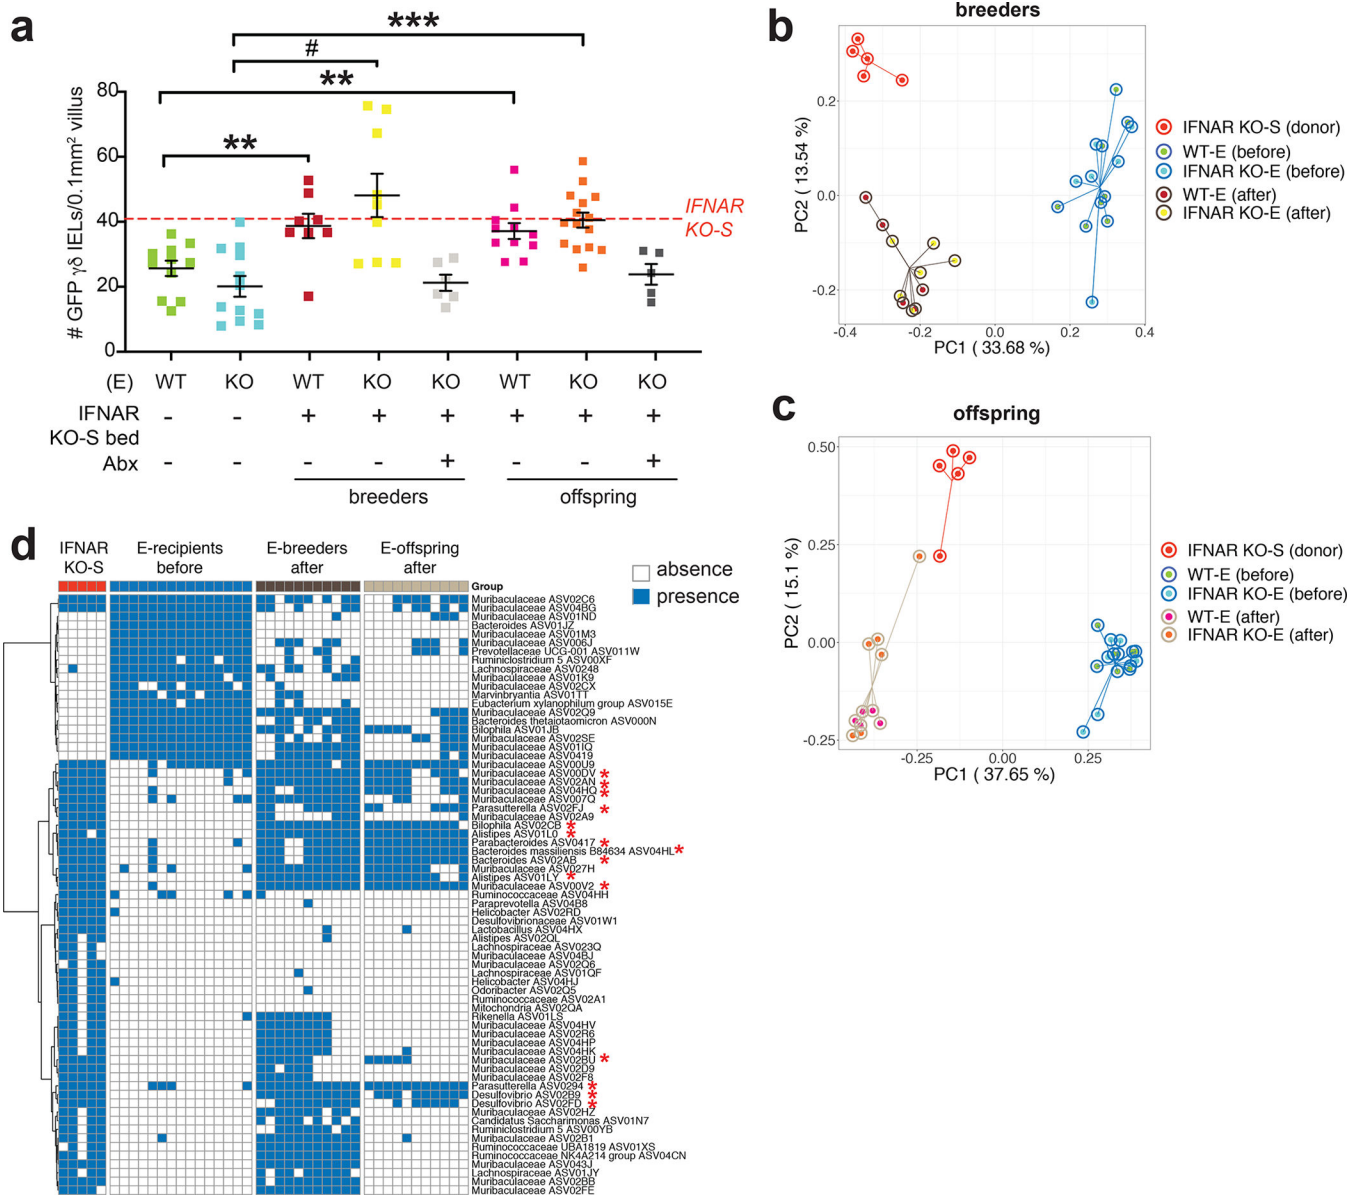 a
***
#
**
**
# GFP γδ IELs/0.1mm² villus
80
60
40
20
0
IFNAR
KO-S
(E) WT KO WT KO KO WT KO KO
IFNAR
KO-S bed - - + + + + + +
Abx - - - - + - - +
breeders offspring
b
breeders
PC2 ( 13.54 %)
0.2
0.0
-0.2
-0.4 -0.2 0.0 0.2 0.4
PC1 ( 33.68 %)
IFNAR KO-S (donor)
WT-E (before)
IFNAR KO-E (before)
WT-E (after)
IFNAR KO-E (after)
c
offspring
PC2 ( 15.1 %)
0.50
0.25
0.00
-0.25
-0.25 0.00 0.25
PC1 ( 37.65 %)
IFNAR KO-S (donor)
WT-E (before)
IFNAR KO-E (before)
WT-E (after)
IFNAR KO-E (after)
d
IFNAR
KO-S
E-recipients
before
E-breeders
after
E-offspring
after
absence
presence
Group
Muribaculaceae ASV02C6
Muribaculaceae ASV04BG
Muribaculaceae ASV01ND
Bacteroides ASV01JZ
Muribaculaceae ASV01M3
Muribaculaceae ASV006J
Prevotellaceae UCG-001 ASV011W
Ruminiclostridium 5 ASV00XF
Lachnospiraceae ASV0248
Muribaculaceae ASV01K9
Muribaculaceae ASV02CX
Marvinbryantia ASV01TT
Eubacterium xylanophilum group ASV015E
Muribaculaceae ASV02Q9
Bacteroides thetaiotaomicron ASV000N
Bilophila ASV01JB
Muribaculaceae ASV02SE
Muribaculaceae ASV01IQ
Muribaculaceae ASV0419
Muribaculaceae ASV00U9
Muribaculaceae ASV00DV *
Muribaculaceae ASV02AN *
Muribaculaceae ASV04HQ *
Muribaculaceae ASV007Q
Parasutterella ASV02FJ *
Muribaculaceae ASV02A9
Bilophila ASV02CB *
Alistipes ASV01L0 *
Parabacteroides ASV0417 *
Bacteroides massiliensis B84634 ASV04HL *
Bacteroides ASV02AB *
Muribaculaceae ASV027H
Alistipes ASV01LY *
Muribaculaceae ASV00V2 *
Ruminococcaceae ASV04HH
Paraprevotella ASV04B8
Helicobacter ASV02RD
Desulfovibrionaceae ASV01W1
Lactobacillus ASV04HX
Alistipes ASV02QL
Lachnospiraceae ASV023Q
Muribaculaceae ASV04BJ
Muribaculaceae ASV02Q6
Lachnospiraceae ASV01QF
Helicobacter ASV04HJ
Odoribacter ASV02Q5
Ruminococcaceae ASV02A1
Mitochondria ASV02QA
Rikenella ASV01LS
Muribaculaceae ASV04HV
Muribaculaceae ASV02R6
Muribaculaceae ASV04HP
Muribaculaceae ASV04HK
Muribaculaceae ASV02BU *
Muribaculaceae ASV02D9
Muribaculaceae ASV02F8
Parasutterella ASV0294 *
Desulfovibrio ASV02B9 *
Desulfovibrio ASV02FD *
Muribaculaceae ASV02HZ
Candidatus Saccharimonas ASV01N7
Ruminiclostridium 5 ASV00YB
Muribaculaceae ASV02B1
Ruminococcaceae UBA1819 ASV01XS
Ruminococcaceae NK4A214 group ASV04CN
Muribaculaceae ASV043J
Lachnospiraceae ASV01JY
Muribaculaceae ASV02BB
Muribaculaceae ASV02FE